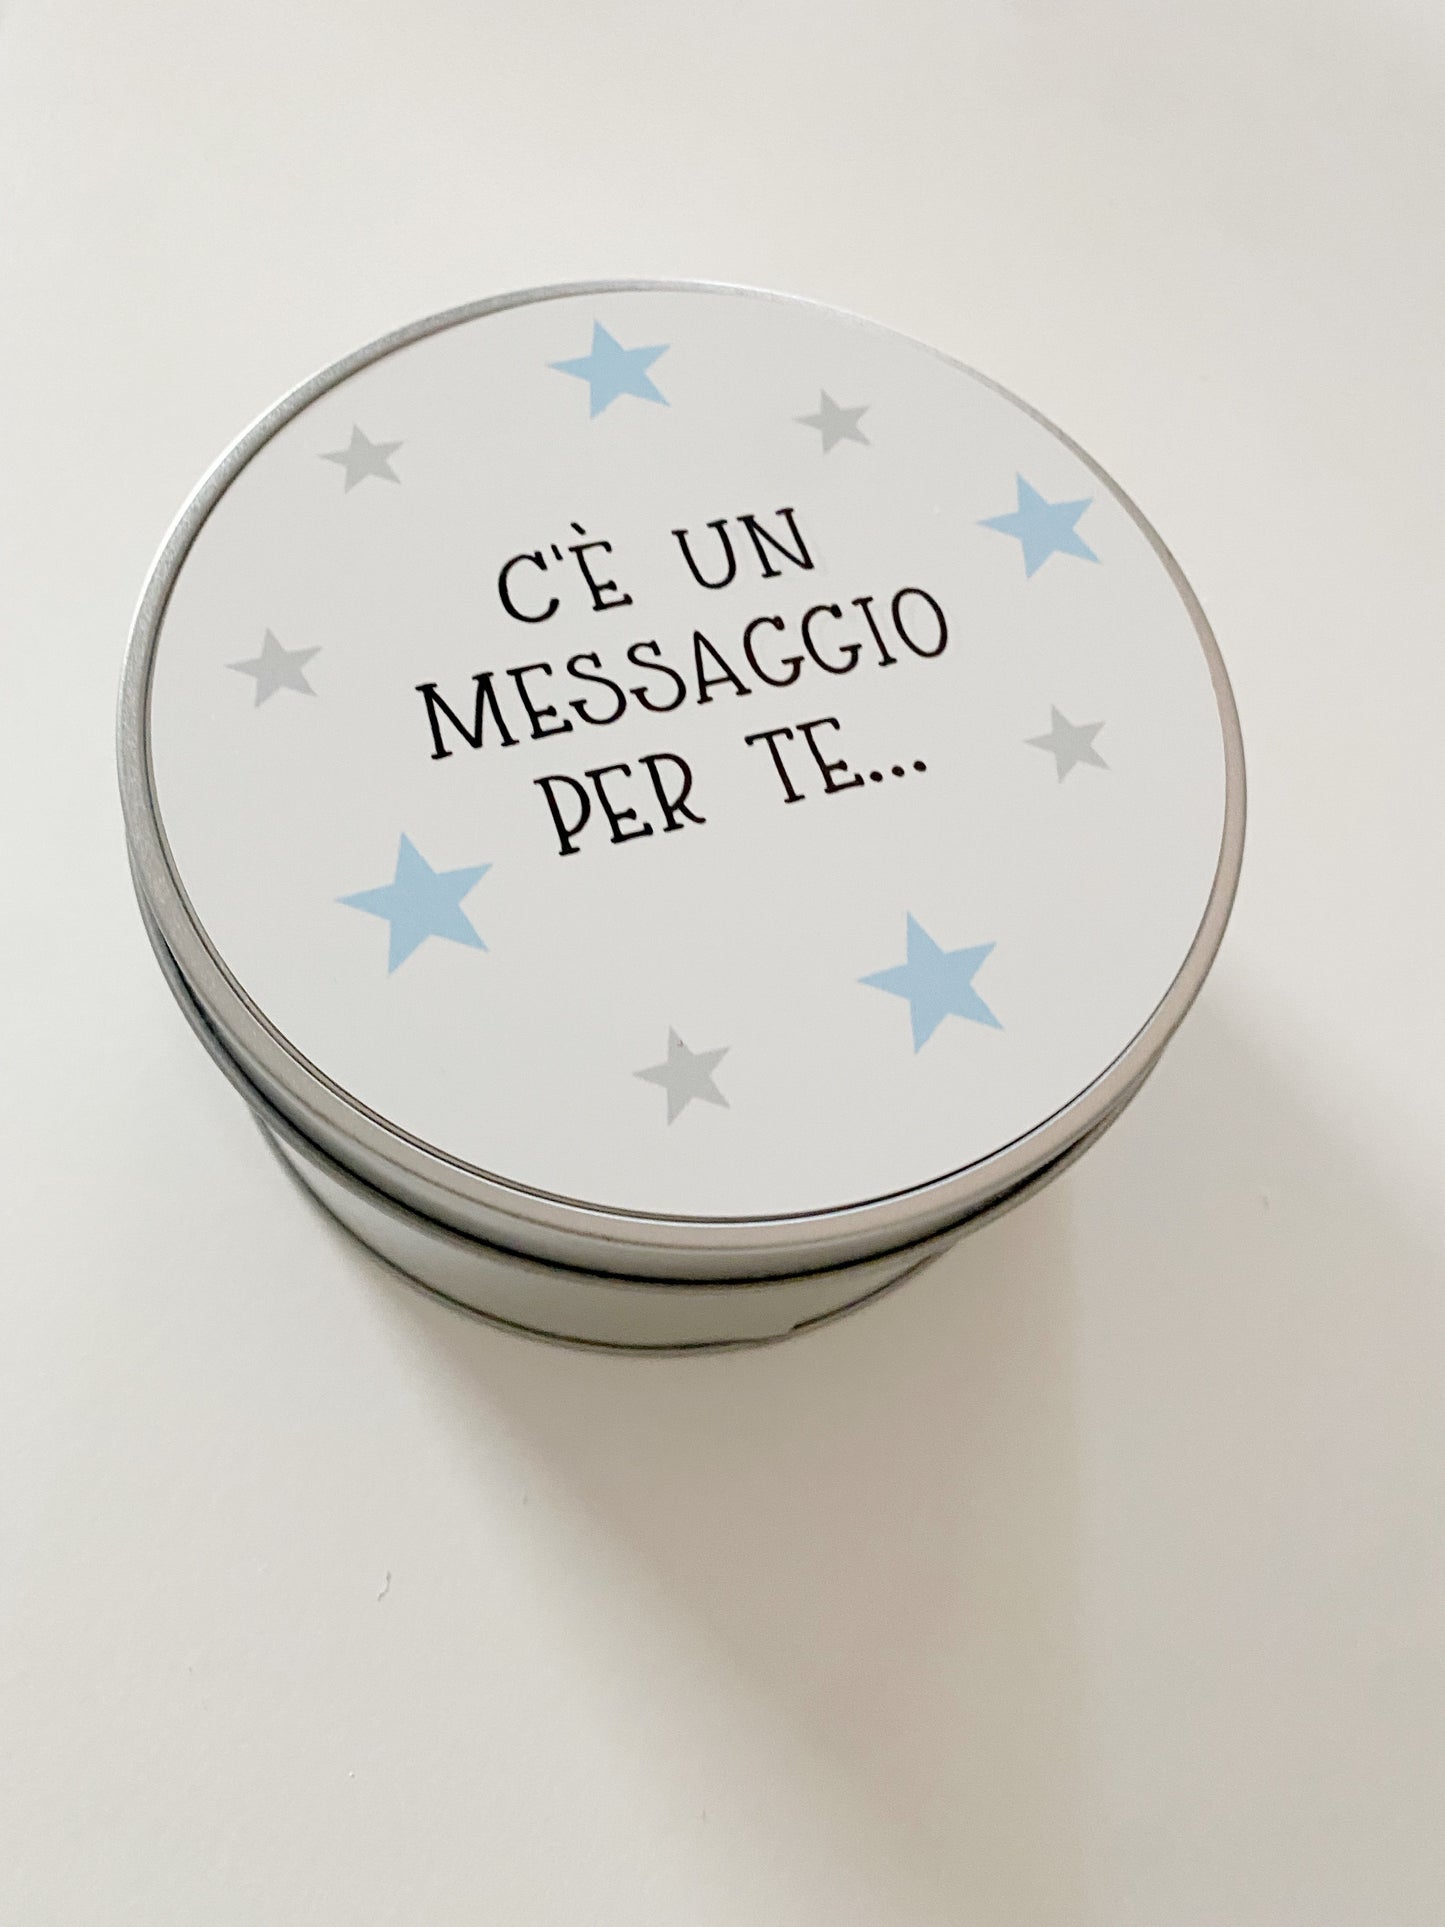 C'È UN
MESSAGGIO
PER TE...